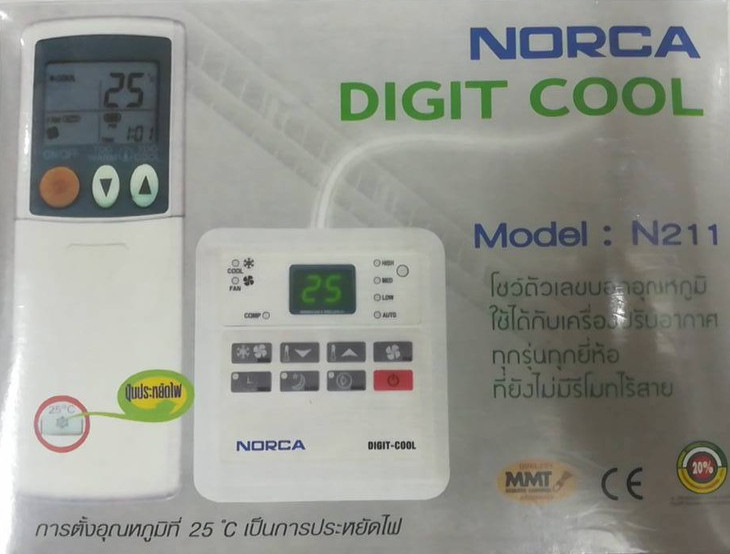 NORCA
DIGIT COOL
Model : N211
โชว์ตัวเลขบอกอุณหภูมิ
ใช้ได้กับเครื่องปรับอากาศ
ทุกรุ่นทุกยี่ห้อ
ที่ยังไม่มีรีโมทไร้สาย
COOL
25
1:01
ON/OFF
COOL
FAN
COMP
25
HIGH
MED
LOW
AUTO
NORCA
DIGIT-COOL
ปุ่มประหยัดไฟ
25°C
MMT
CE
20%
การตั้งอุณหภูมิที่ 25 °C เป็นการประหยัดไฟ